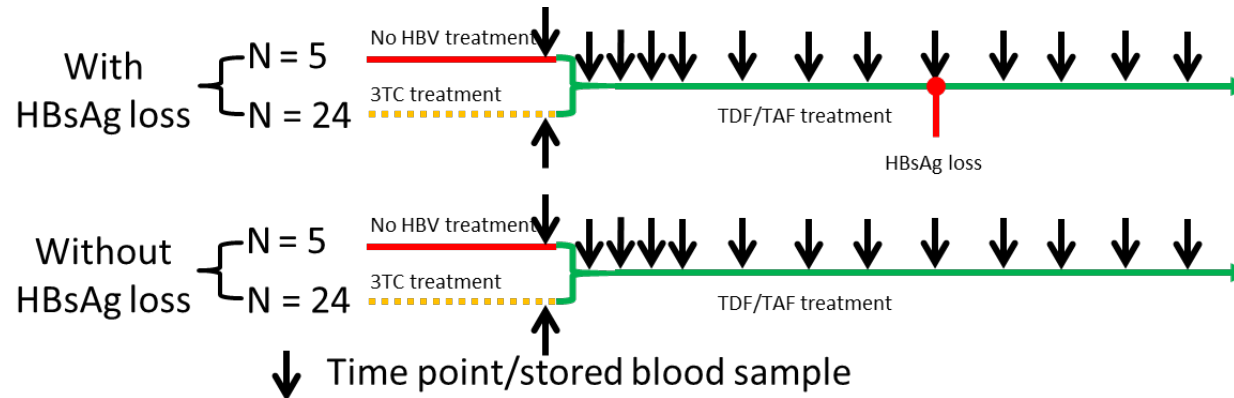 With
HBsAg loss
N = 5
N = 24
No HBV treatment
3TC treatment
TDF/TAF treatment
HBsAg loss
Without
HBsAg loss
N = 5
N = 24
No HBV treatment
3TC treatment
TDF/TAF treatment
Time point/stored blood sample